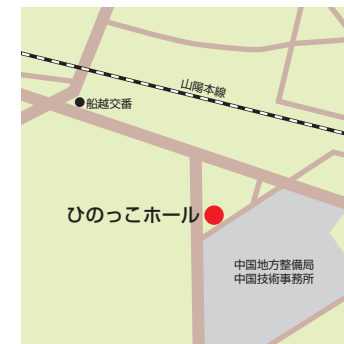 山陽本線
船越交番
ひのっこホール
中国地方整備局
中国技術事務所